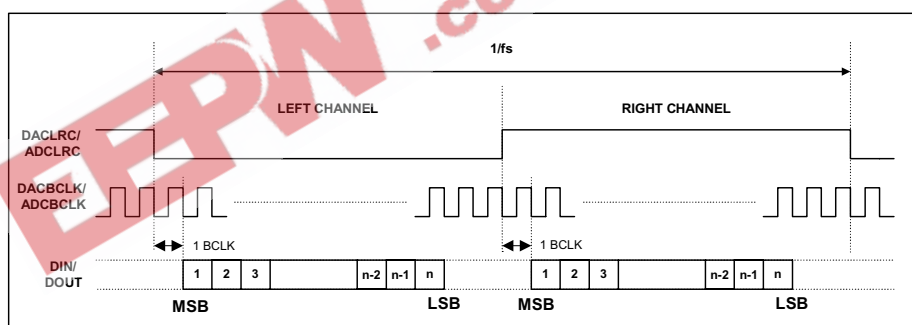 EEPW.co
1/fs
LEFT CHANNEL
RIGHT CHANNEL
DACLRC/
ADCLRC
DACBCLK/
ADCBCLK
1 BCLK
1 BCLK
DIN/
DOUT
1 2 3 n-2 n-1 n 1 2 3 n-2 n-1 n
MSB LSB MSB LSB